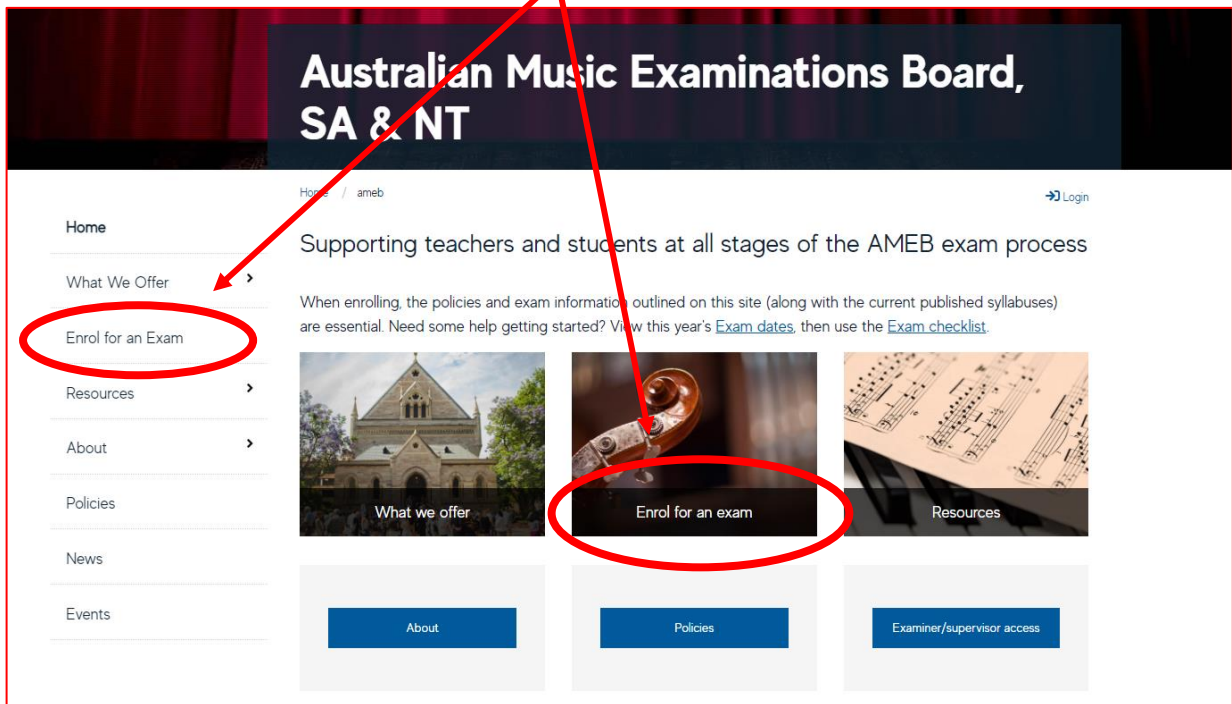 Australian Music Examinations Board,
SA & NT
Home / ameb
Login
Home
What We Offer
Enrol for an Exam
Resources
About
Policies
News
Events
Supporting teachers and students at all stages of the AMEB exam process
When enrolling, the policies and exam information outlined on this site (along with the current published syllabuses)
are essential. Need some help getting started? View this year's Exam dates, then use the Exam checklist.
What we offer
Enrol for an exam
Resources
About
Policies
Examiner/supervisor access